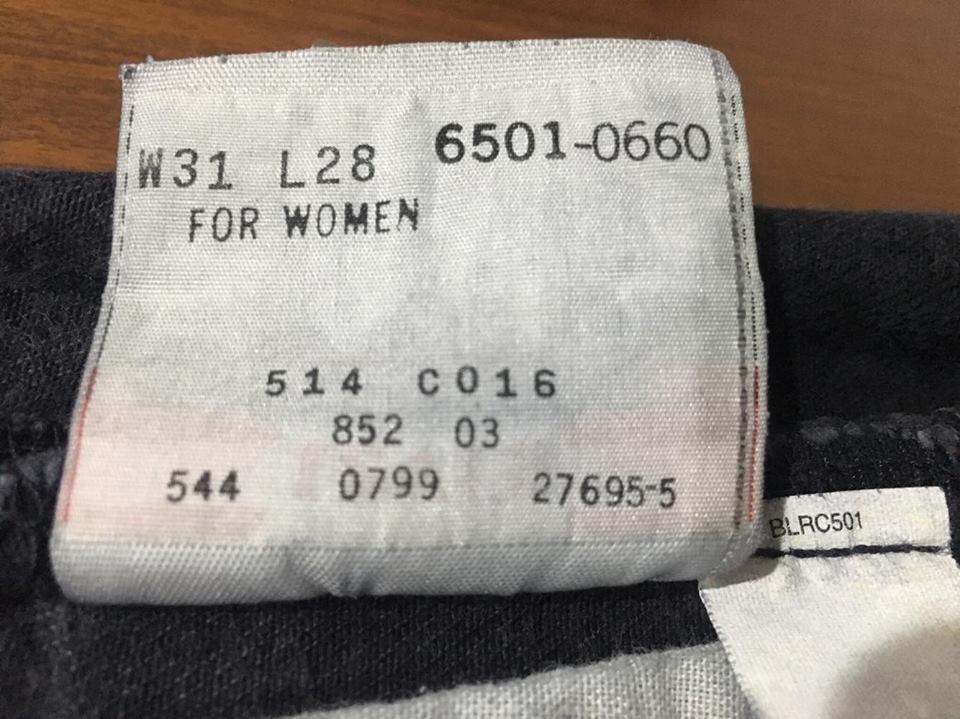 W31 L28 6501-0660
FOR WOMEN
514 C016
852 03
544 0799 27695-5
BLRC501